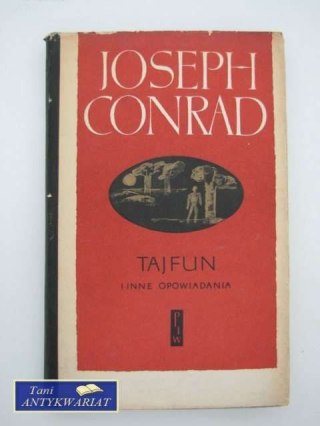 JOSEPH
CONRAD
TAJFUN
I INNE OPOWIADANIA
PIW
Tani
ANTYKWARIAT